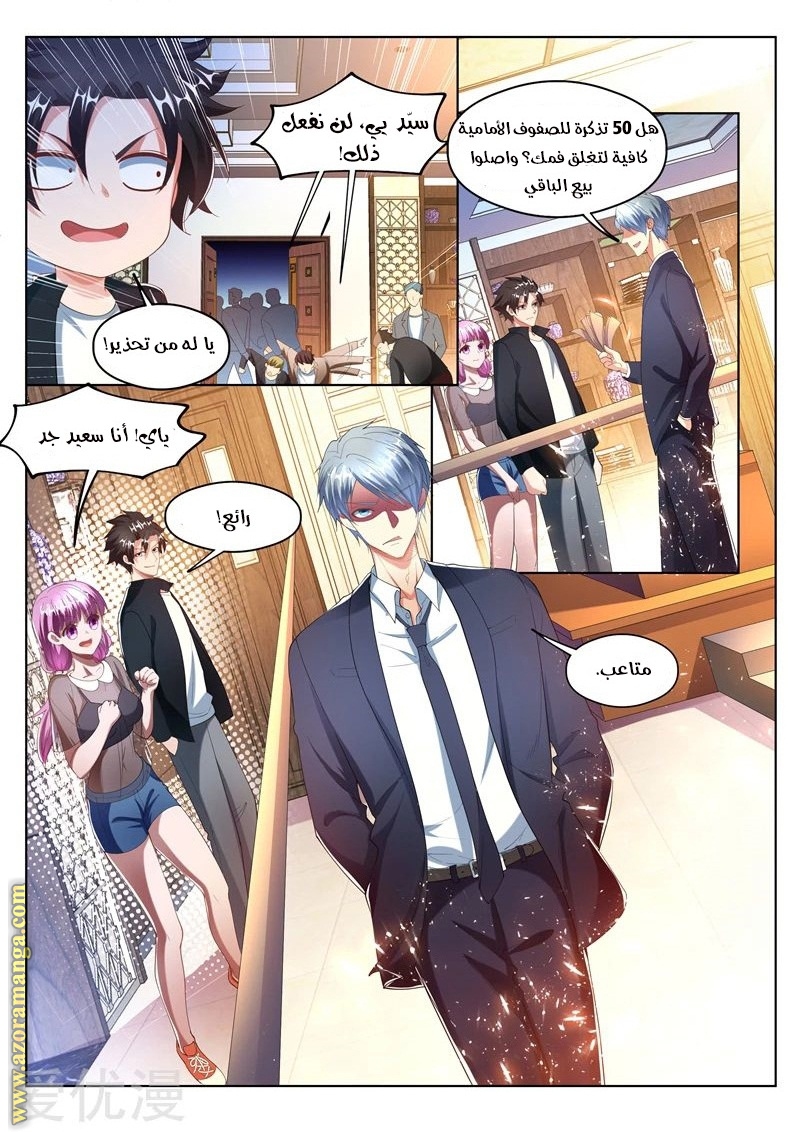 هل 50 تذكرة للصفوف الأمامية
كافية لتغلق فمك؟ واصلوا
بيع الباقي
سيّد بي، لن نفعل
ذلك!
يا له من تحذير!
ياي! أنا سعيد جد
رائع!
متاعب.
www.azoramanga.com
爱优漫